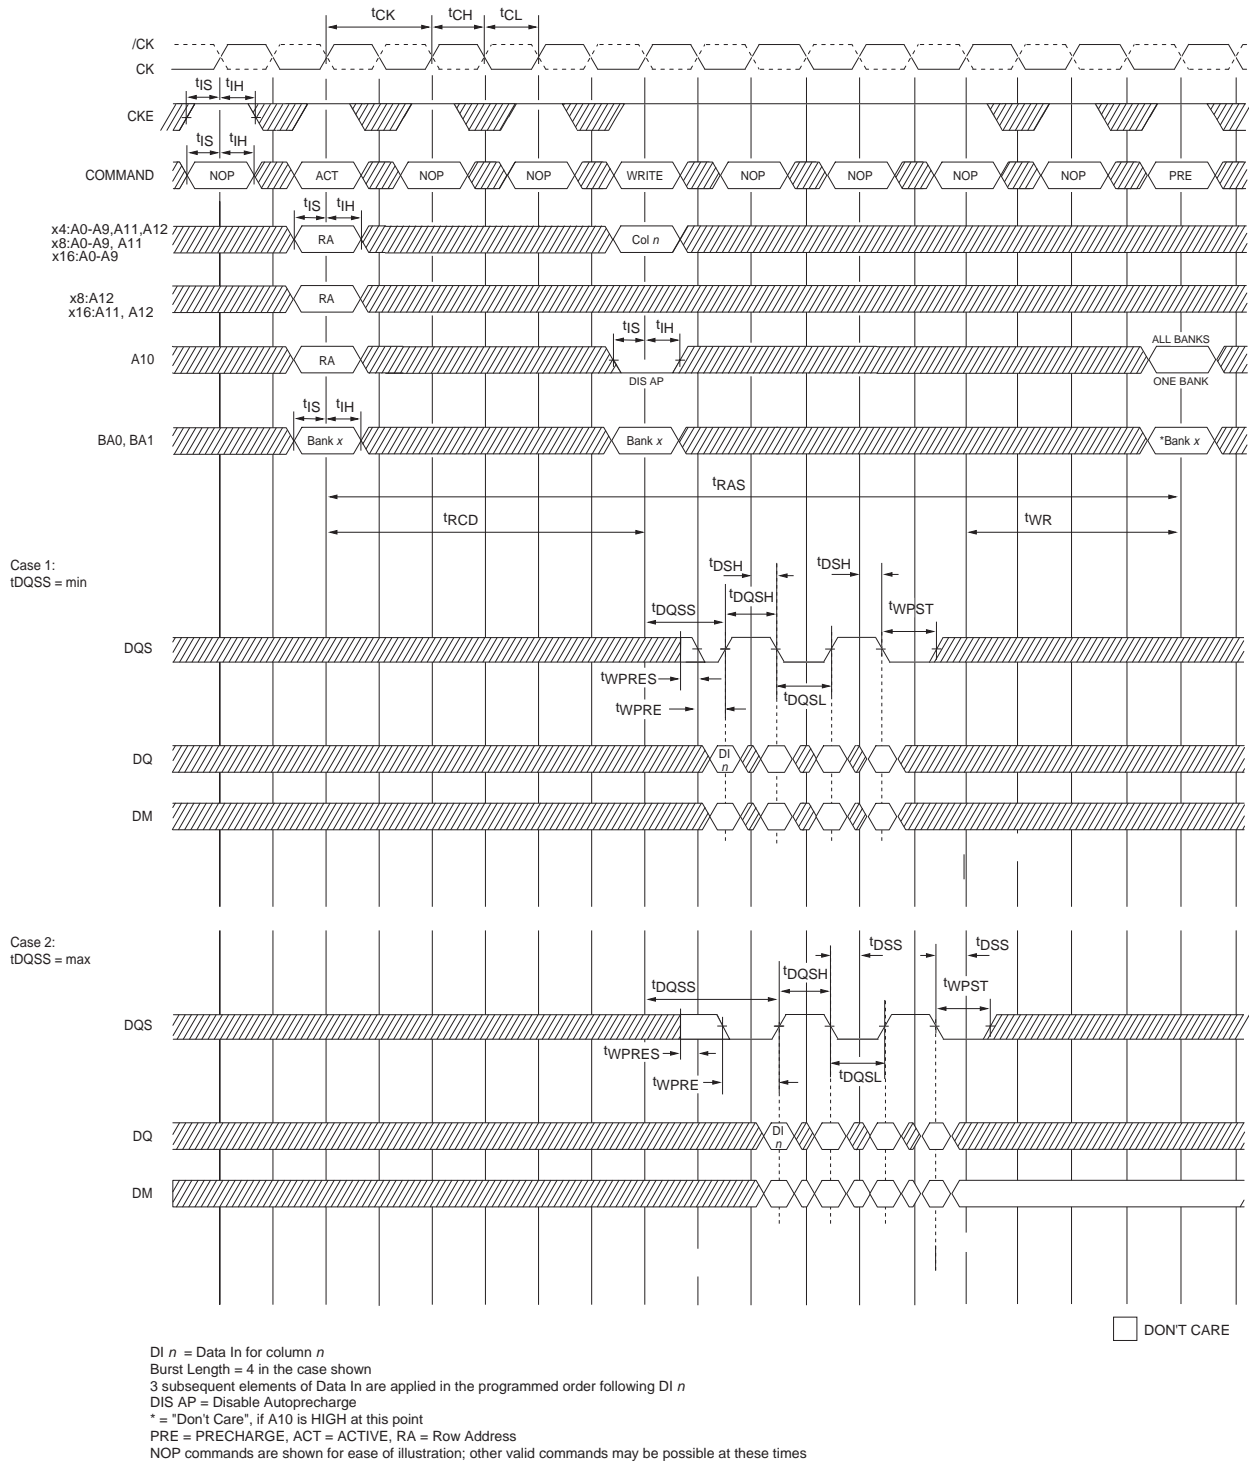 tCK tCH tCL
/CK
CK
tIS tIH
CKE
tIS tIH
COMMAND NOP ACT NOP NOP WRITE NOP NOP NOP NOP PRE
tIS tIH
x4:A0-A9,A11,A12
x8:A0-A9, A11
x16:A0-A9
RA Col n
x8:A12
x16:A11, A12
RA
tIS tIH
ALL BANKS
A10 RA
DIS AP ONE BANK
tIS tIH
BA0, BA1 Bank x Bank x *Bank x
tRAS
tRCD tWR
Case 1:
tDQSS = min
tDSH tDSH
tDQSH
tDQSS tWPST
DQS
tWPRES
tDQSL
tWPRE
DQ DI
n
DM
Case 2:
tDQSS = max
tDSS tDSS
tDQSH
tDQSS tWPST
DQS
tWPRES
tDQSL
tWPRE
DQ DI
n
DM
DON'T CARE
DI n = Data In for column n
Burst Length = 4 in the case shown
3 subsequent elements of Data In are applied in the programmed order following DI n
DIS AP = Disable Autoprecharge
* = "Don't Care", if A10 is HIGH at this point
PRE = PRECHARGE, ACT = ACTIVE, RA = Row Address
NOP commands are shown for ease of illustration; other valid commands may be possible at these times